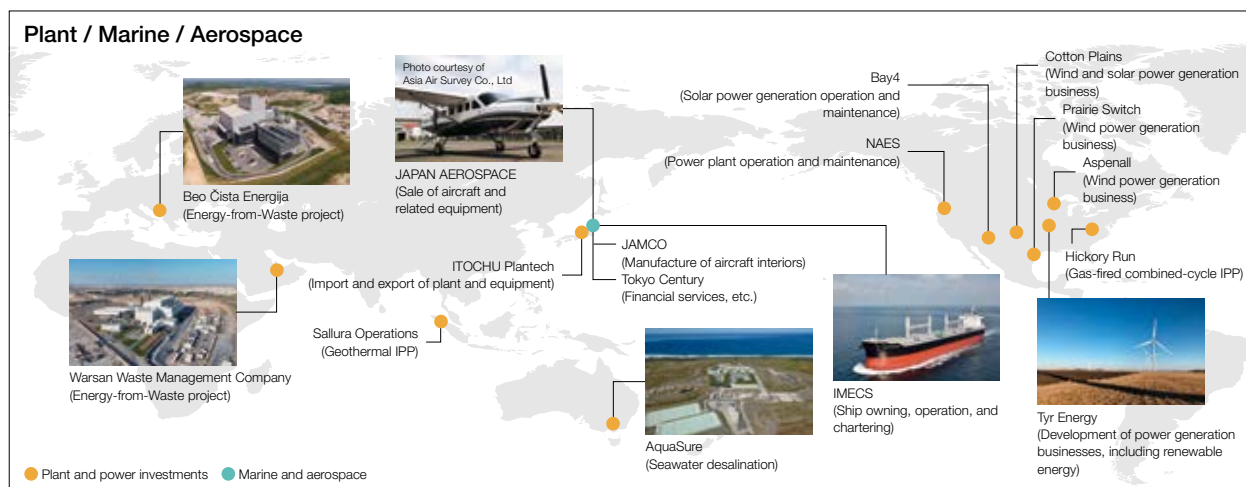 Plant / Marine / Aerospace
Photo courtesy of
Asia Air Survey Co., Ltd
Beo Čista Energija
(Energy-from-Waste project)
JAPAN AEROSPACE
(Sale of aircraft and
related equipment)
Bay4
(Solar power generation operation and
maintenance)
NAES
(Power plant operation and maintenance)
Cotton Plains
(Wind and solar power generation
business)
Prairie Switch
(Wind power generation
business)
Aspenall
(Wind power generation
business)
Hickory Run
(Gas-fired combined-cycle IPP)
ITOCHU Plantech
(Import and export of plant and equipment)
JAMCO
(Manufacture of aircraft interiors)
Tokyo Century
(Financial services, etc.)
Sallura Operations
(Geothermal IPP)
Warsan Waste Management Company
(Energy-from-Waste project)
AquaSure
(Seawater desalination)
IMECS
(Ship owning, operation, and
chartering)
Tyr Energy
(Development of power generation
businesses, including renewable
energy)
Plant and power investments
Marine and aerospace